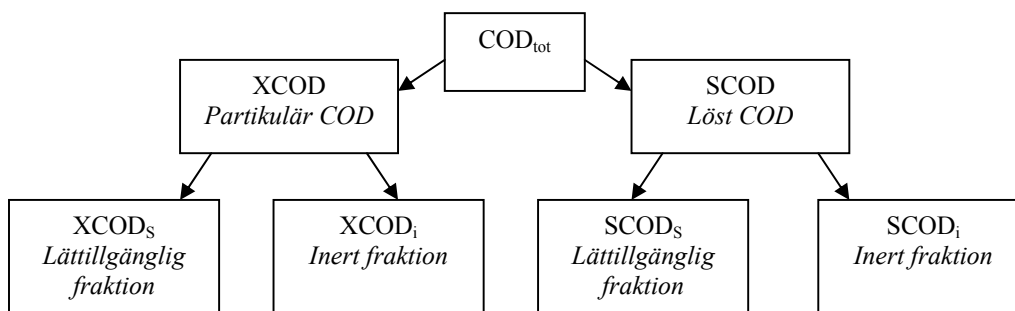 COD_tot
XCOD
Partikulär COD
SCOD
Löst COD
XCOD_S
Lättillgänglig
fraktion
XCOD_i
Inert fraktion
SCOD_S
Lättillgänglig
fraktion
SCOD_i
Inert fraktion